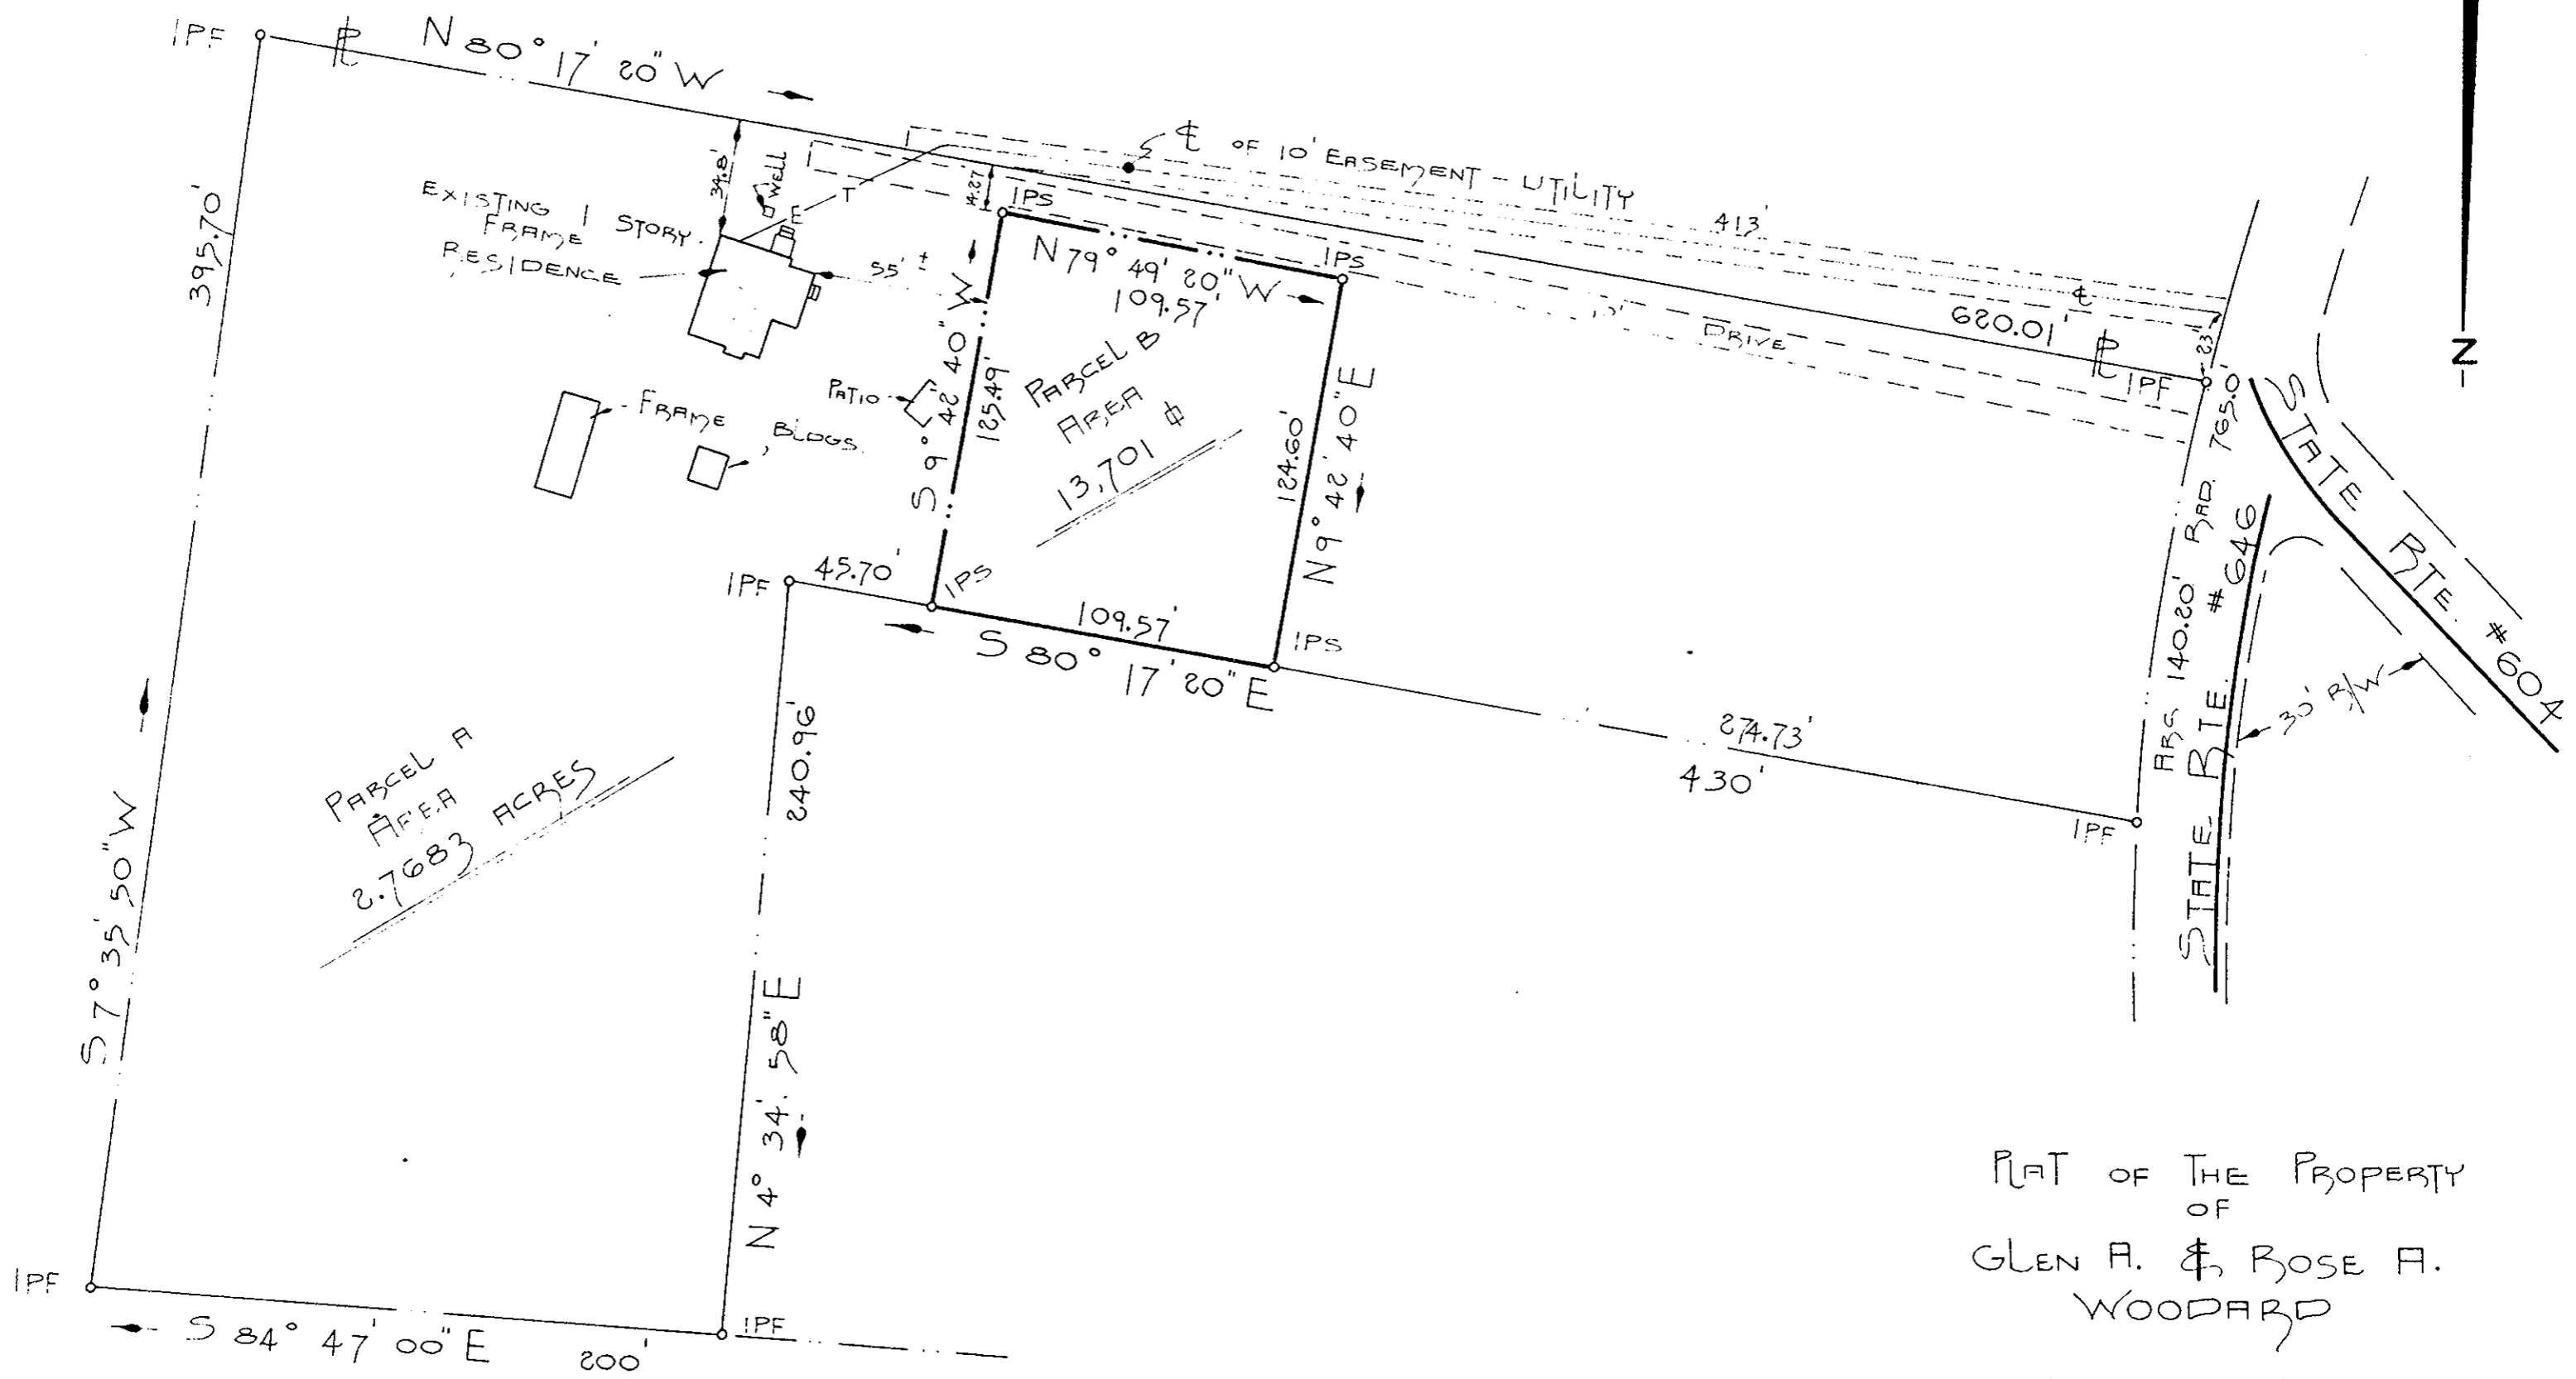 IPF
N 80° 17' 20" W
℄ OF 10' EASEMENT - UTILITY
413'
34.8'
WELL
E
T
14.27
IPS
IPS
N 79° 49' 20" W
109.57'
EXISTING 1 STORY
FRAME
RESIDENCE
55' ±
395.70'
S 9° 42' 40" W
125.49'
PARCEL B
AREA
13,701
PATIO
FRAME BLDGS.
124.60'
N 9° 42' 40" E
DRIVE
℄
620.01'
23'
IPF
STATE RTE. #604
ARC 140.20' RAD. 765.0
STATE RTE. #646
30' R/W
IPF
45.70'
IPS
109.57'
S 80° 17' 20" E
IPS
274.73'
430'
IPF
240.96'
N 4° 34' 58" E
PARCEL A
AREA
2.7683 ACRES
S 7° 35' 50" W
IPF
S 84° 47' 00" E
200'
IPF
N
PLAT OF THE PROPERTY
OF
GLEN A. & ROSE A.
WOODARD